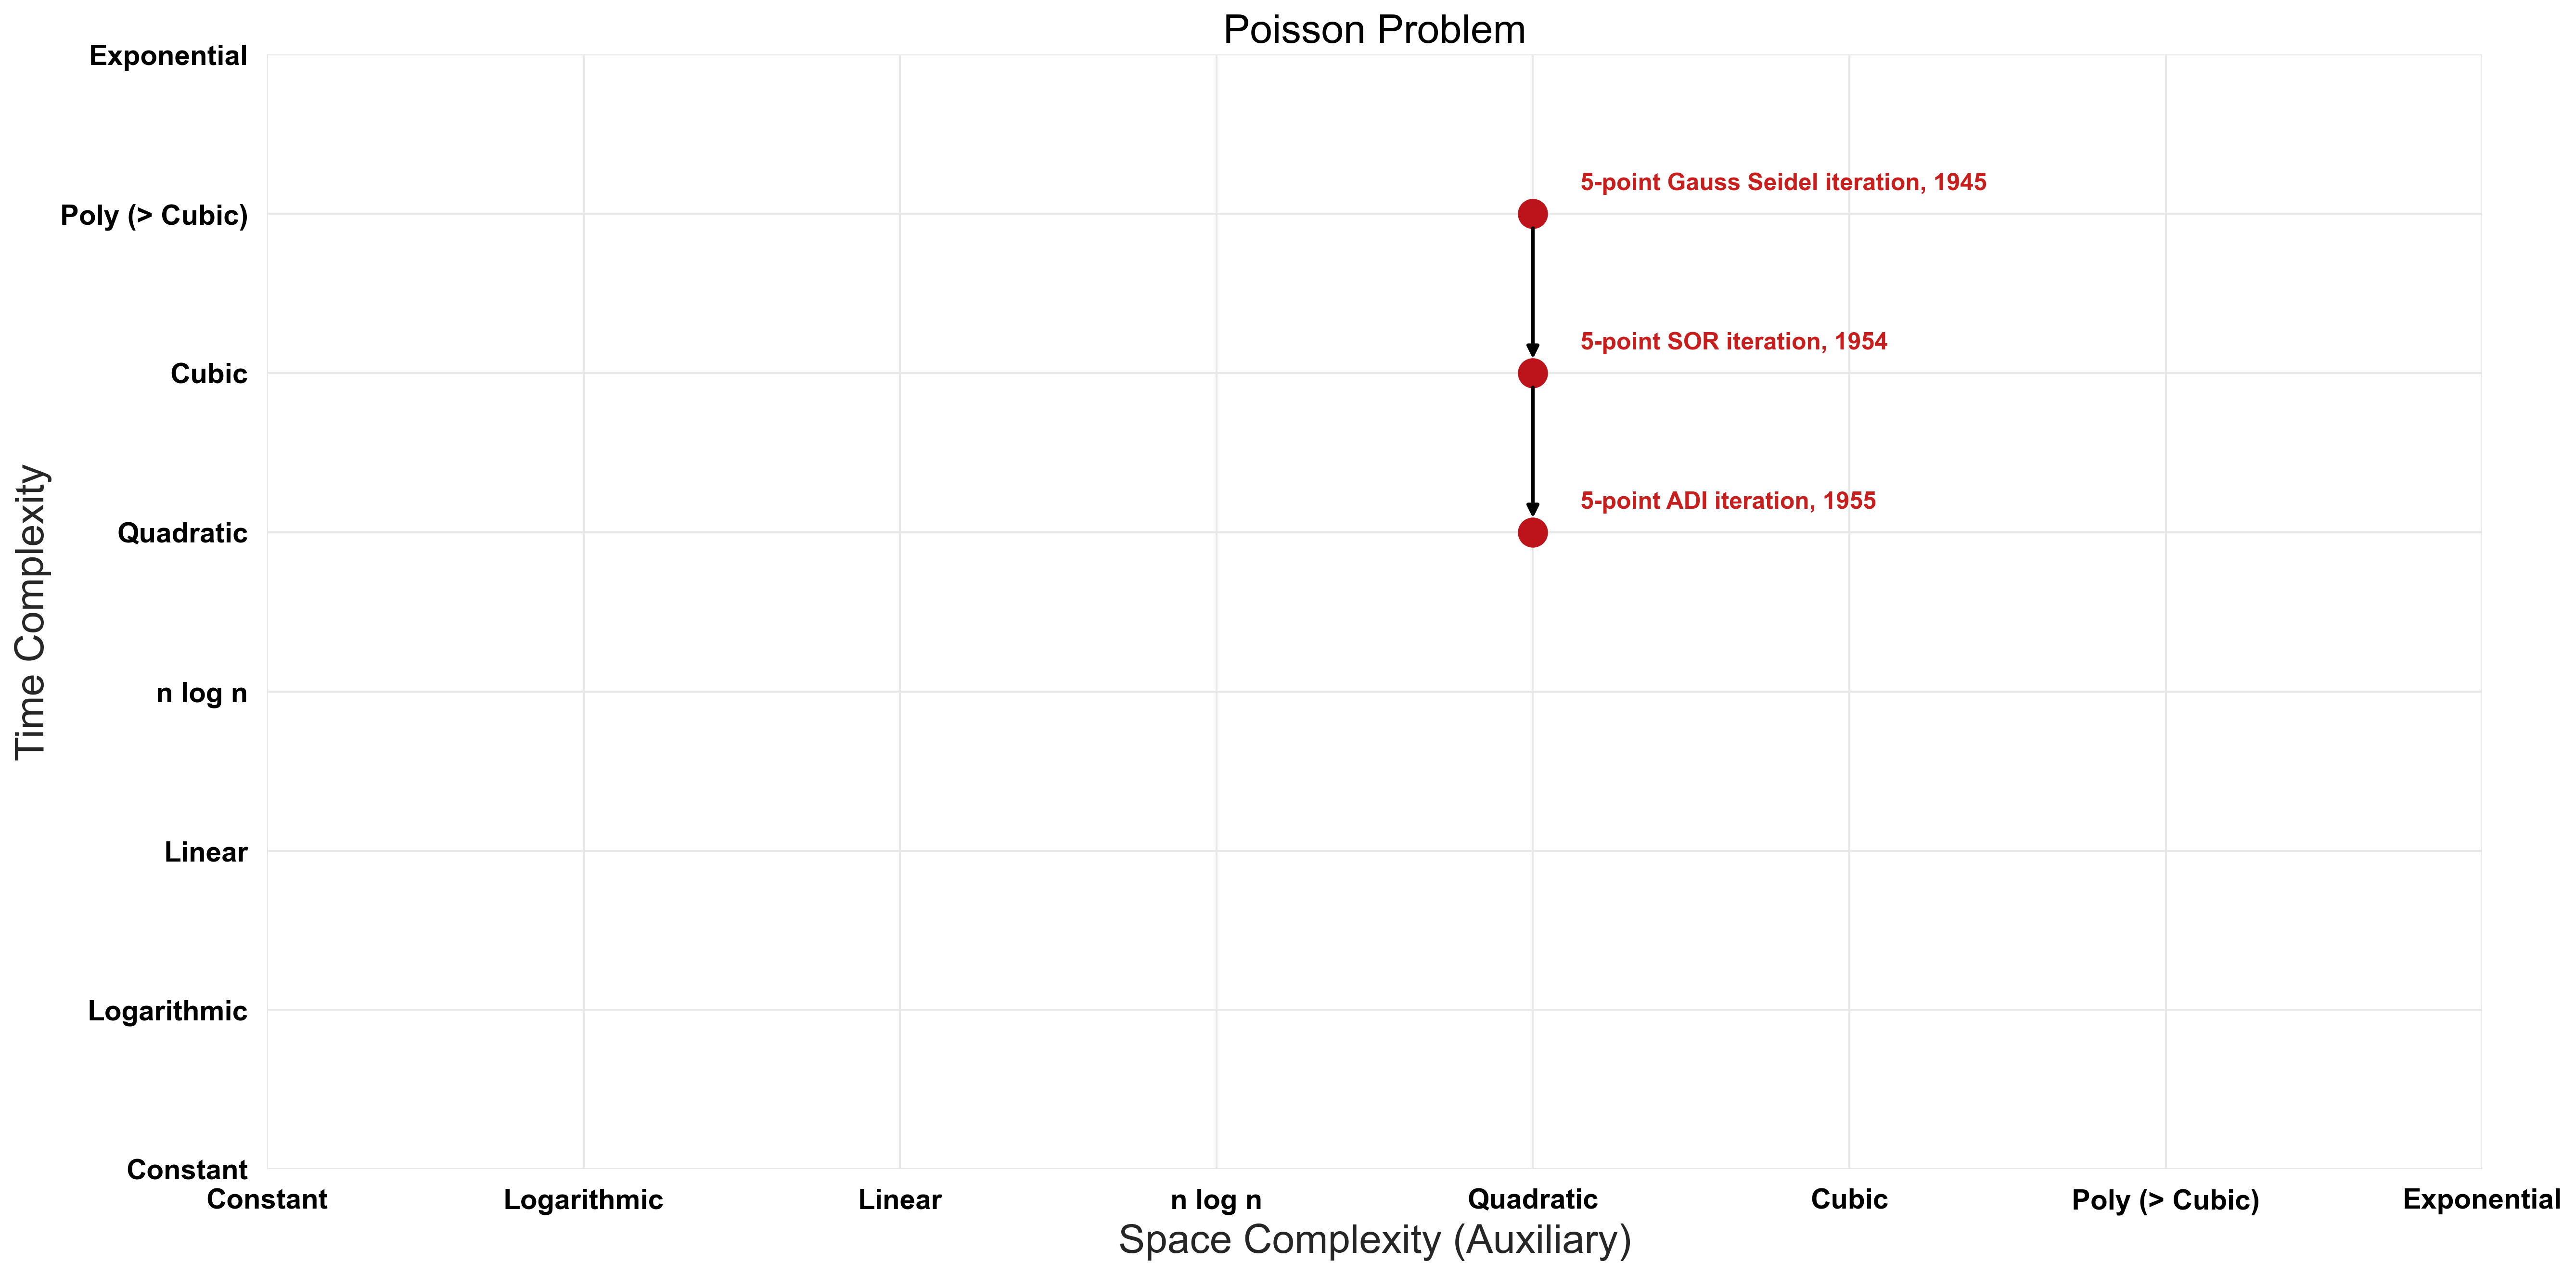 Poisson Problem
Exponential
Poly (> Cubic)
Cubic
Quadratic
n log n
Linear
Logarithmic
Constant
Time Complexity
5-point Gauss Seidel iteration, 1945
5-point SOR iteration, 1954
5-point ADI iteration, 1955
Constant Logarithmic Linear n log n Quadratic Cubic Poly (> Cubic) Exponential
Space Complexity (Auxiliary)